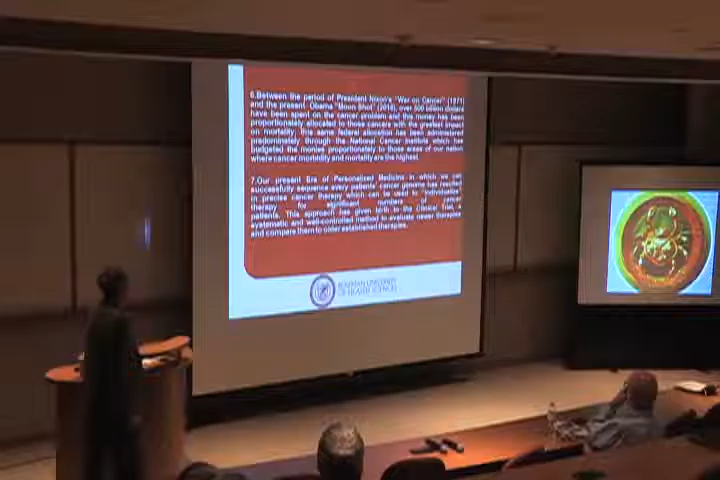 6.Between the period of President Nixon's "War on Cancer" (1971)
and the present Obama "Moon Shot" (2016), over 500 billion dollars
have been spent on the cancer problem and this money has been
proportionately allocated to those cancers with the greatest impact
on mortality, this same federal allocation has been administered
predominately through the National Cancer Institute which has
budgeted the monies proportionately to those areas of our nation
where cancer morbidity and mortality are the highest.
7.Our present Era of Personalized Medicine in which we can
successfully sequence every patients' cancer genome has resulted
in precise cancer therapy which can be used to "individualize"
therapy for significant numbers of cancer
patients. This approach has given birth to the Clinical Trial, a
systematic and well-controlled method to evaluate newer therapies
and compare them to older established therapies.
UNIVERSITY
OF HEALTH SCIENCES